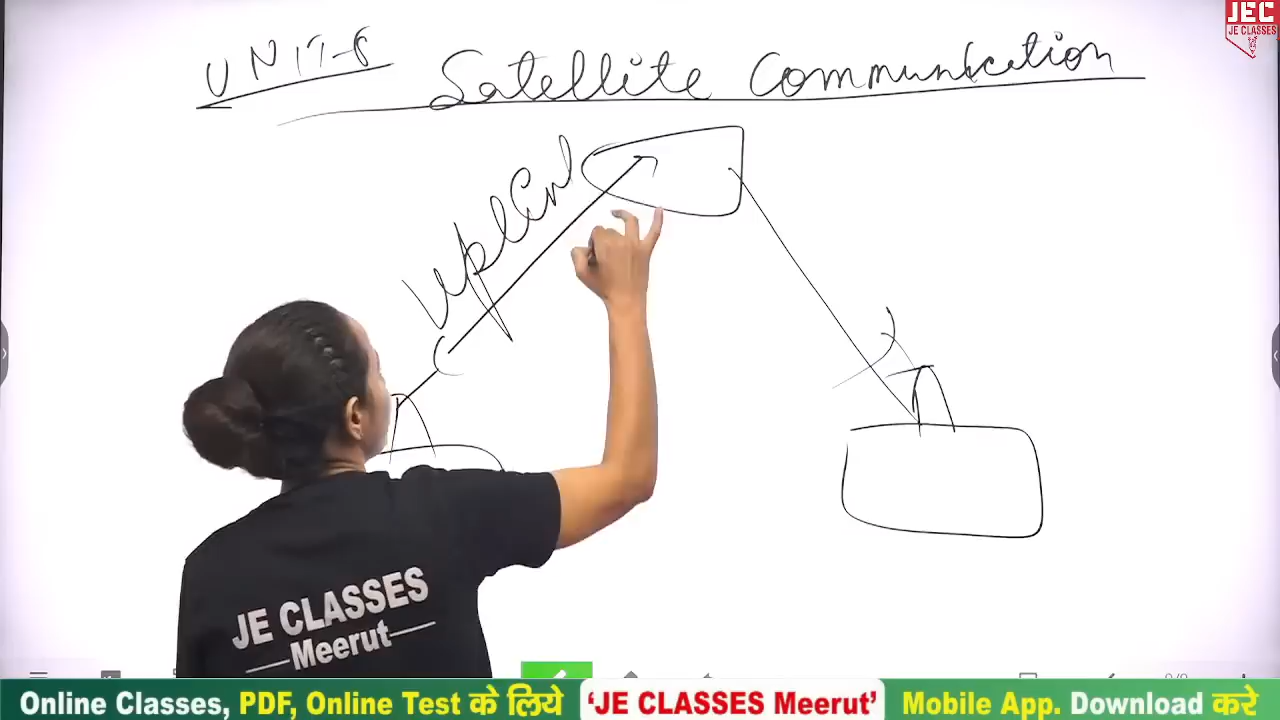 JEC
JE CLASSES
UNIT-6
Satellite Communication
Uplink
JE CLASSES
Meerut
Online Classes, PDF, Online Test के लिये 'JE CLASSES Meerut' Mobile App. Download करे